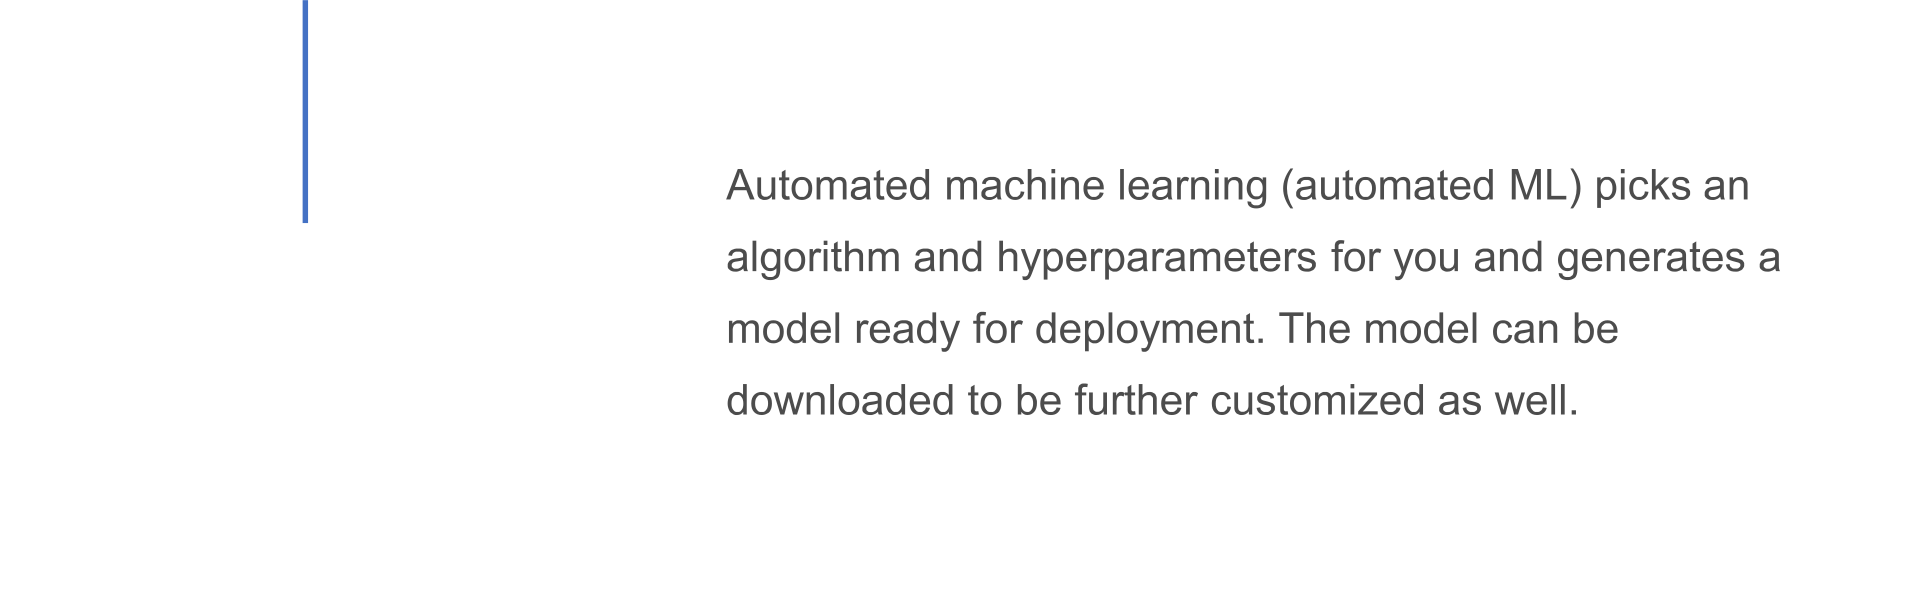 Automated machine learning (automated ML) picks an
algorithm and hyperparameters for you and generates a
model ready for deployment. The model can be
downloaded to be further customized as well.